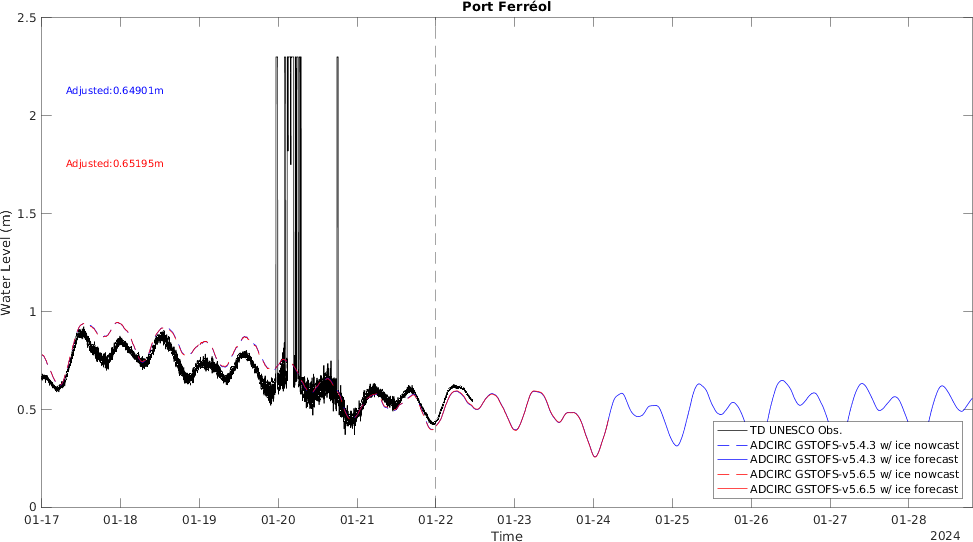 Port Ferréol
2.5
2
1.5
1
0.5
0
Water Level (m)
Adjusted:0.64901m
Adjusted:0.65195m
TD UNESCO Obs.
ADCIRC GSTOFS-v5.4.3 w/ ice nowcast
ADCIRC GSTOFS-v5.4.3 w/ ice forecast
ADCIRC GSTOFS-v5.6.5 w/ ice nowcast
ADCIRC GSTOFS-v5.6.5 w/ ice forecast
01-17 01-18 01-19 01-20 01-21 01-22 01-23 01-24 01-25 01-26 01-27 01-28
Time
2024